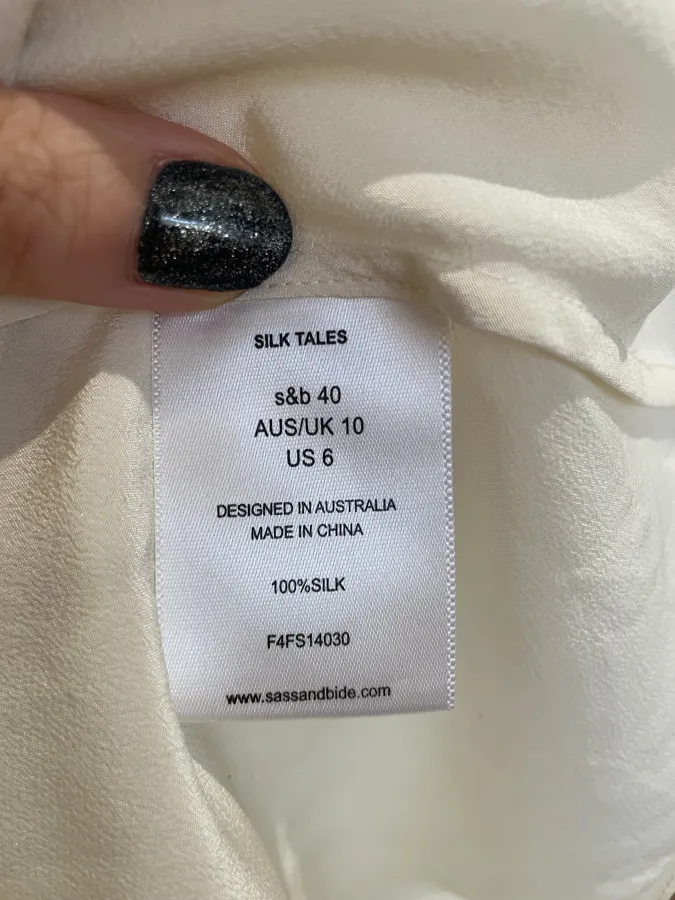 SILK TALES
s&b 40
AUS/UK 10
US 6
DESIGNED IN AUSTRALIA
MADE IN CHINA
100%SILK
F4FS14030
www.sassandbide.com